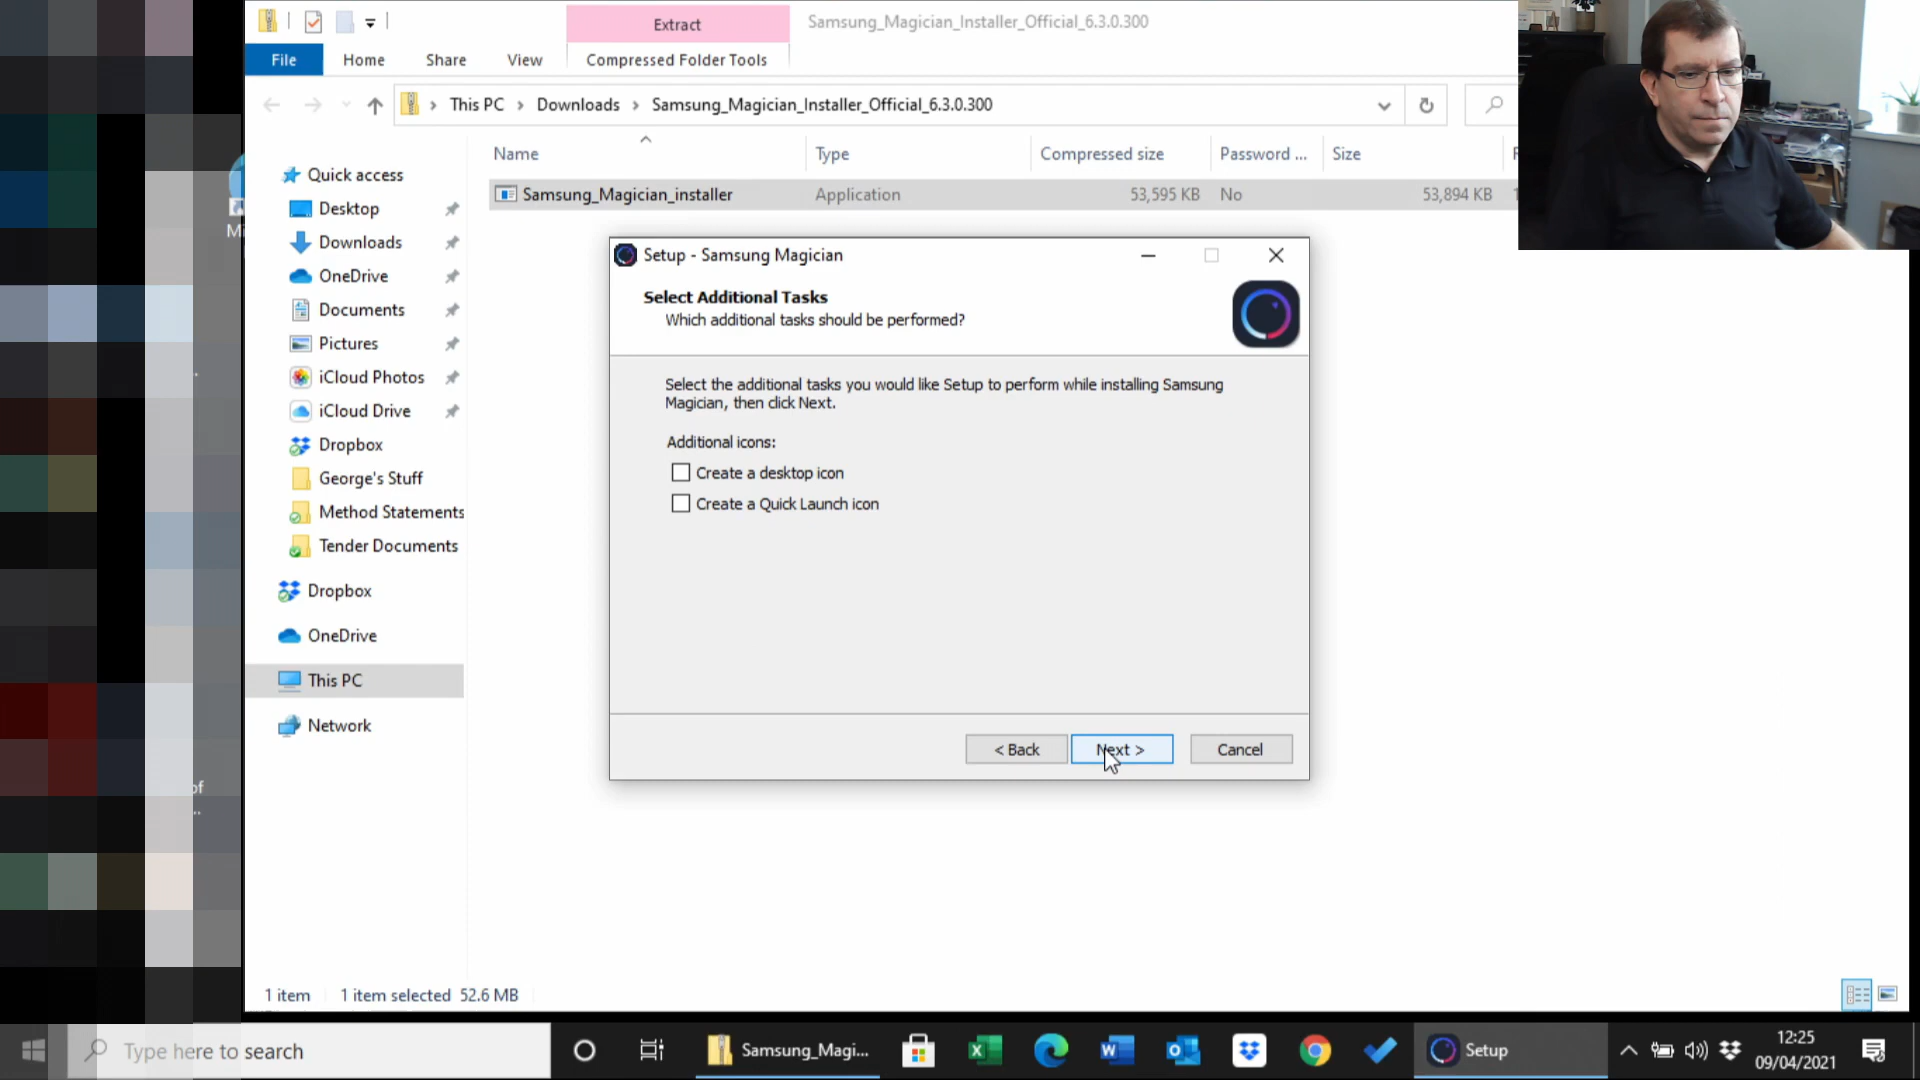 Extract
Samsung_Magician_Installer_Official_6.3.0.300
File
Home
Share
View
Compressed Folder Tools
This PC
Downloads
Samsung_Magician_Installer_Official_6.3.0.300
Name
Type
Compressed size
Password ...
Size
Samsung_Magician_installer
Application
53,595 KB
No
53,894 KB
Quick access
Desktop
Downloads
OneDrive
Documents
Pictures
iCloud Photos
iCloud Drive
Dropbox
George's Stuff
Method Statements
Tender Documents
Dropbox
OneDrive
This PC
Network
Setup - Samsung Magician
Select Additional Tasks
Which additional tasks should be performed?
Select the additional tasks you would like Setup to perform while installing Samsung
Magician, then click Next.
Additional icons:
Create a desktop icon
Create a Quick Launch icon
< Back
Next >
Cancel
of
1 item
1 item selected
52.6 MB
Type here to search
Samsung_Magi...
Setup
12:25
09/04/2021